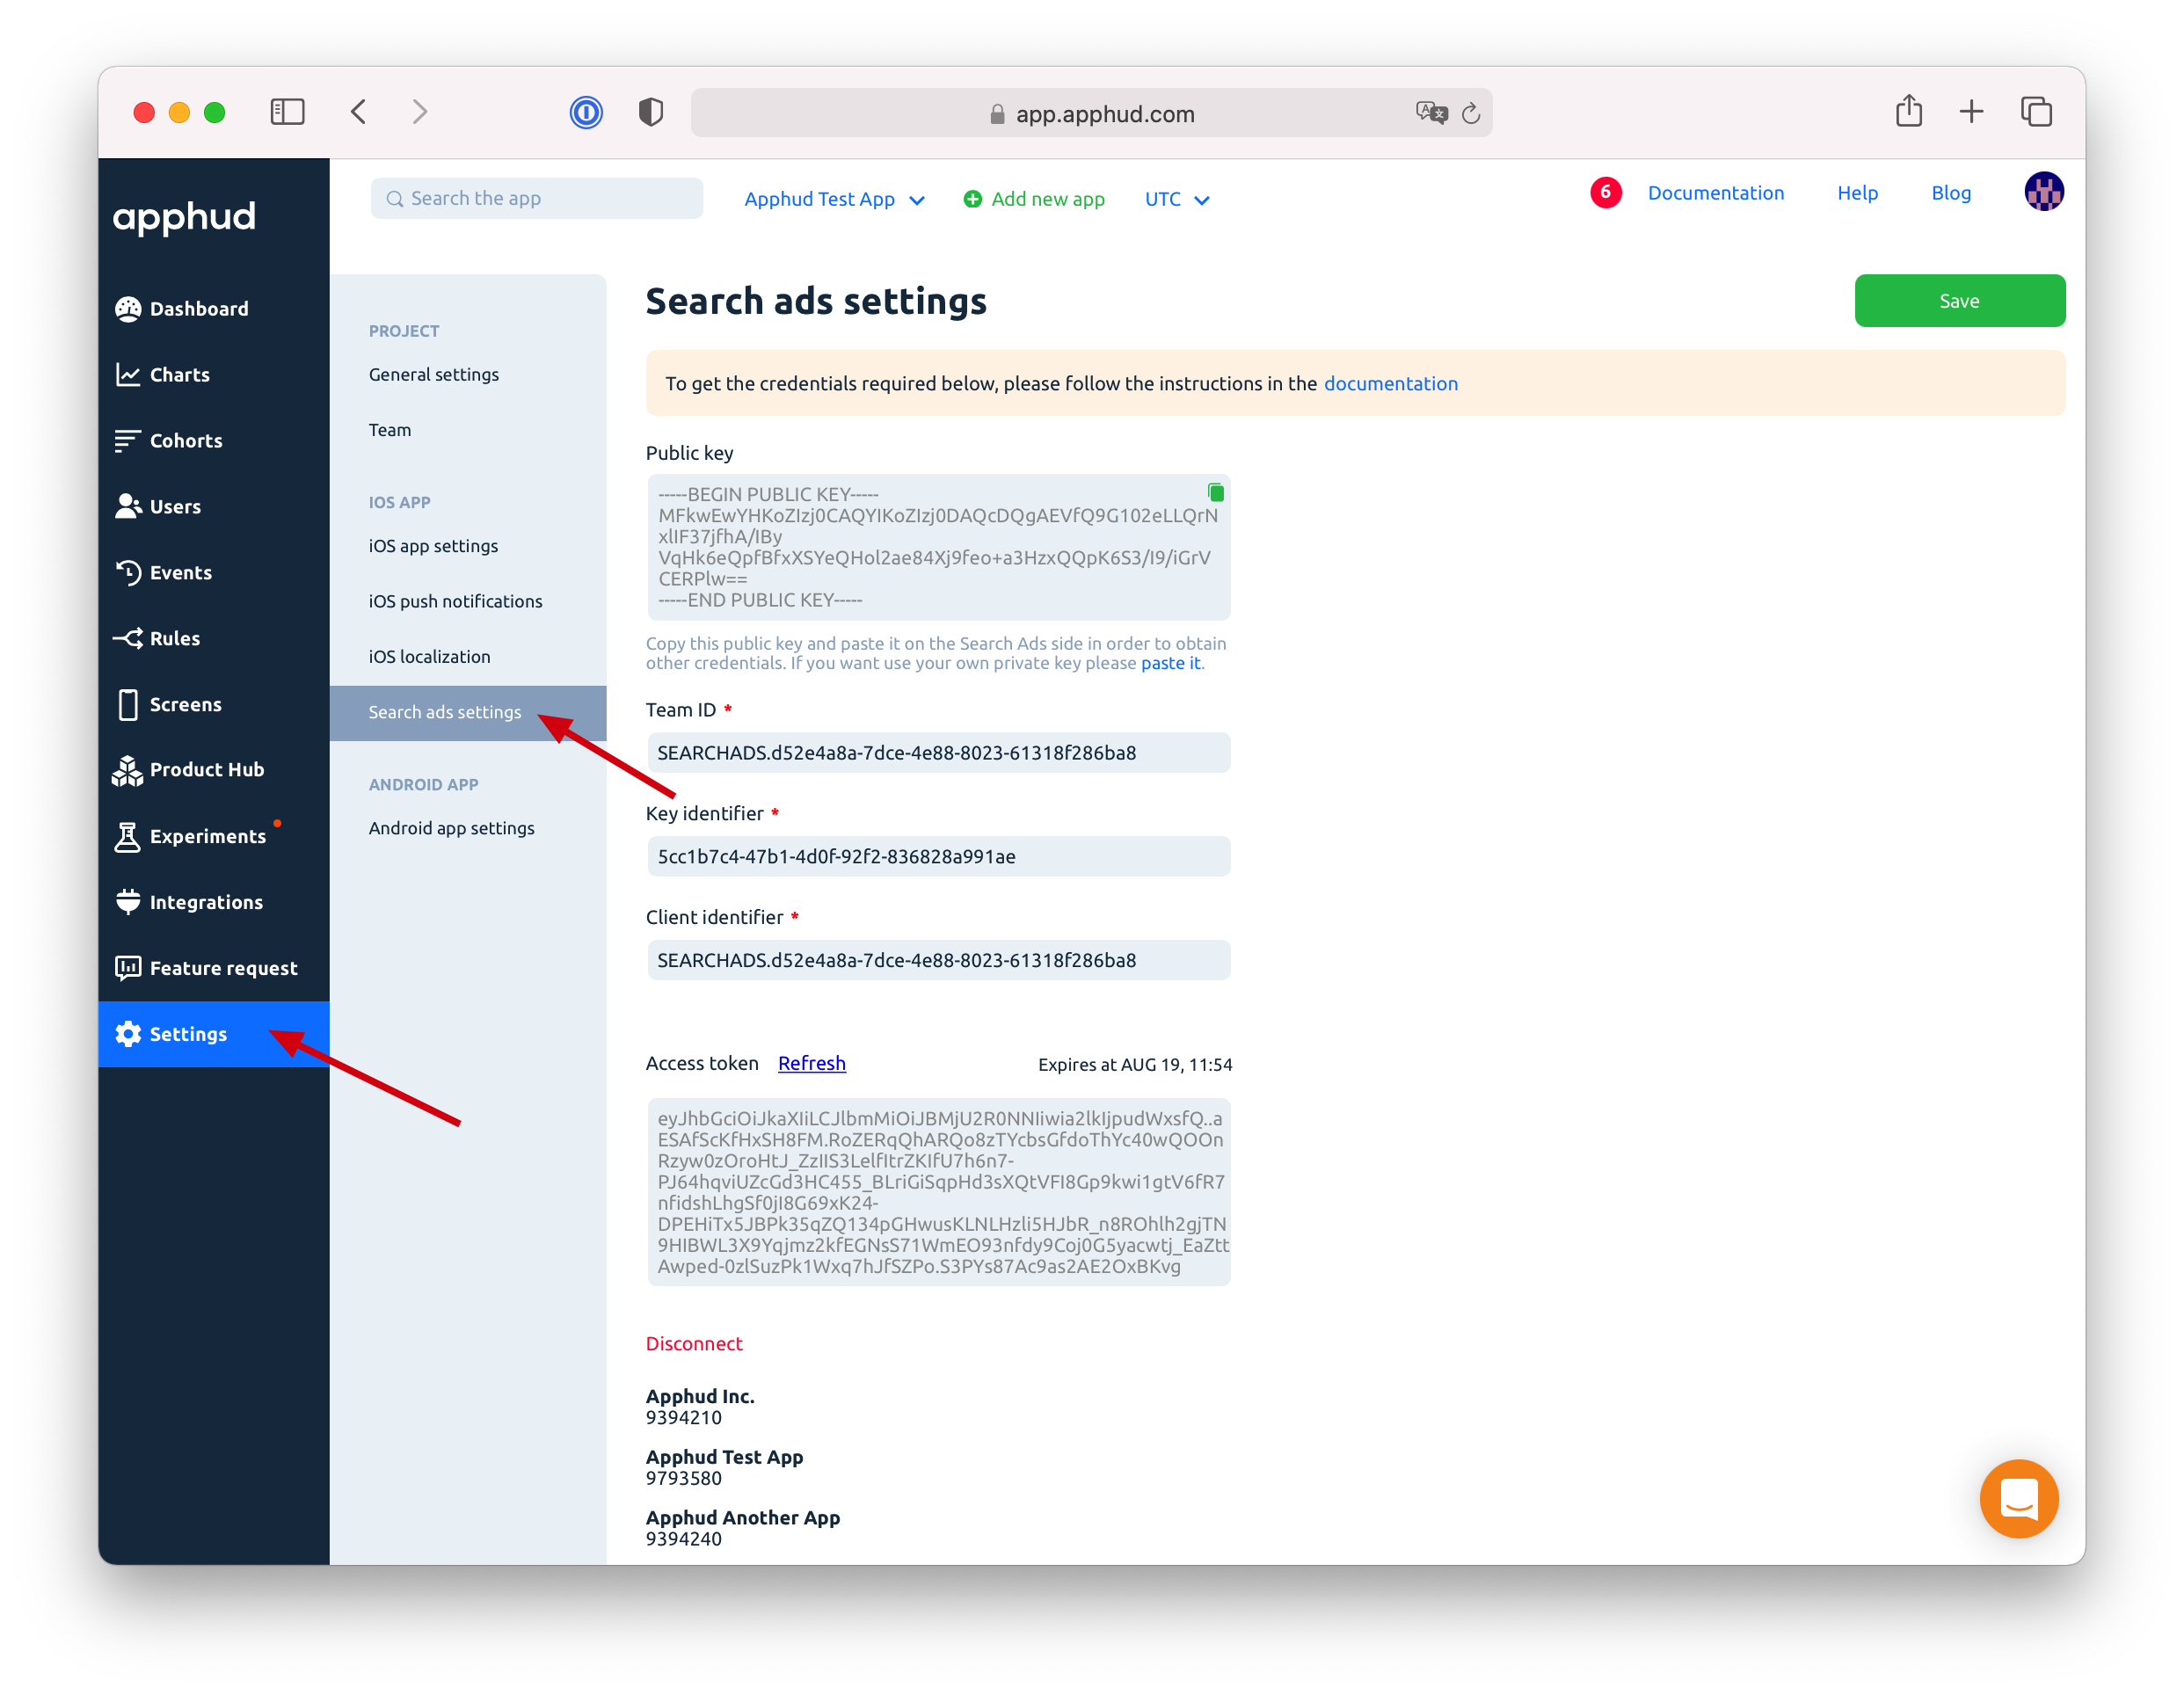 app.apphud.com
apphud
Search the app
Apphud Test App
Add new app
UTC
6
Documentation
Help
Blog
Dashboard
Charts
Cohorts
Users
Events
Rules
Screens
Product Hub
Experiments
Integrations
Feature request
Settings
PROJECT
General settings
Team
IOS APP
iOS app settings
iOS push notifications
iOS localization
Search ads settings
ANDROID APP
Android app settings
Search ads settings
Save
To get the credentials required below, please follow the instructions in the documentation
Public key
-----BEGIN PUBLIC KEY-----
MFkwEwYHKoZIzj0CAQYIKoZIzj0DAQcDQgAEVfQ9G102eLLQrN
xlIF37jfhA/IBy
VqHk6eQpfBfxXSYeQHol2ae84Xj9feo+a3HzxQQpK6S3/I9/iGrV
CERPlw==
-----END PUBLIC KEY-----
Copy this public key and paste it on the Search Ads side in order to obtain
other credentials. If you want use your own private key please paste it.
Team ID *
SEARCHADS.d52e4a8a-7dce-4e88-8023-61318f286ba8
Key identifier *
5cc1b7c4-47b1-4d0f-92f2-836828a991ae
Client identifier *
SEARCHADS.d52e4a8a-7dce-4e88-8023-61318f286ba8
Access token Refresh Expires at AUG 19, 11:54
eyJhbGciOiJkaXIiLCJlbmMiOiJBMjU2R0NNIiwia2lkIjpudWxsfQ..a
ESAfScKfHxSH8FM.RoZERqQhARQo8zTYcbsGfdoThYc40wQOOn
Rzyw0zOroHtJ_ZzIIS3LelfItrZKIfU7h6n7-
PJ64hqviUZcGd3HC455_BLriGiSqpHd3sXQtVFI8Gp9kwi1gtV6fR7
nfidshLhgSf0jI8G69xK24-
DPEHiTx5JBPk35qZQ134pGHwusKLNLHzli5HJbR_n8ROhlh2gjTN
9HIBWL3X9Yqjmz2kfEGNsS71WmEO93nfdy9Coj0G5yacwtj_EaZtt
Awped-0zlSuzPk1Wxq7hJfSZPo.S3PYs87Ac9as2AE2OxBKvg
Disconnect
Apphud Inc.
9394210
Apphud Test App
9793580
Apphud Another App
9394240